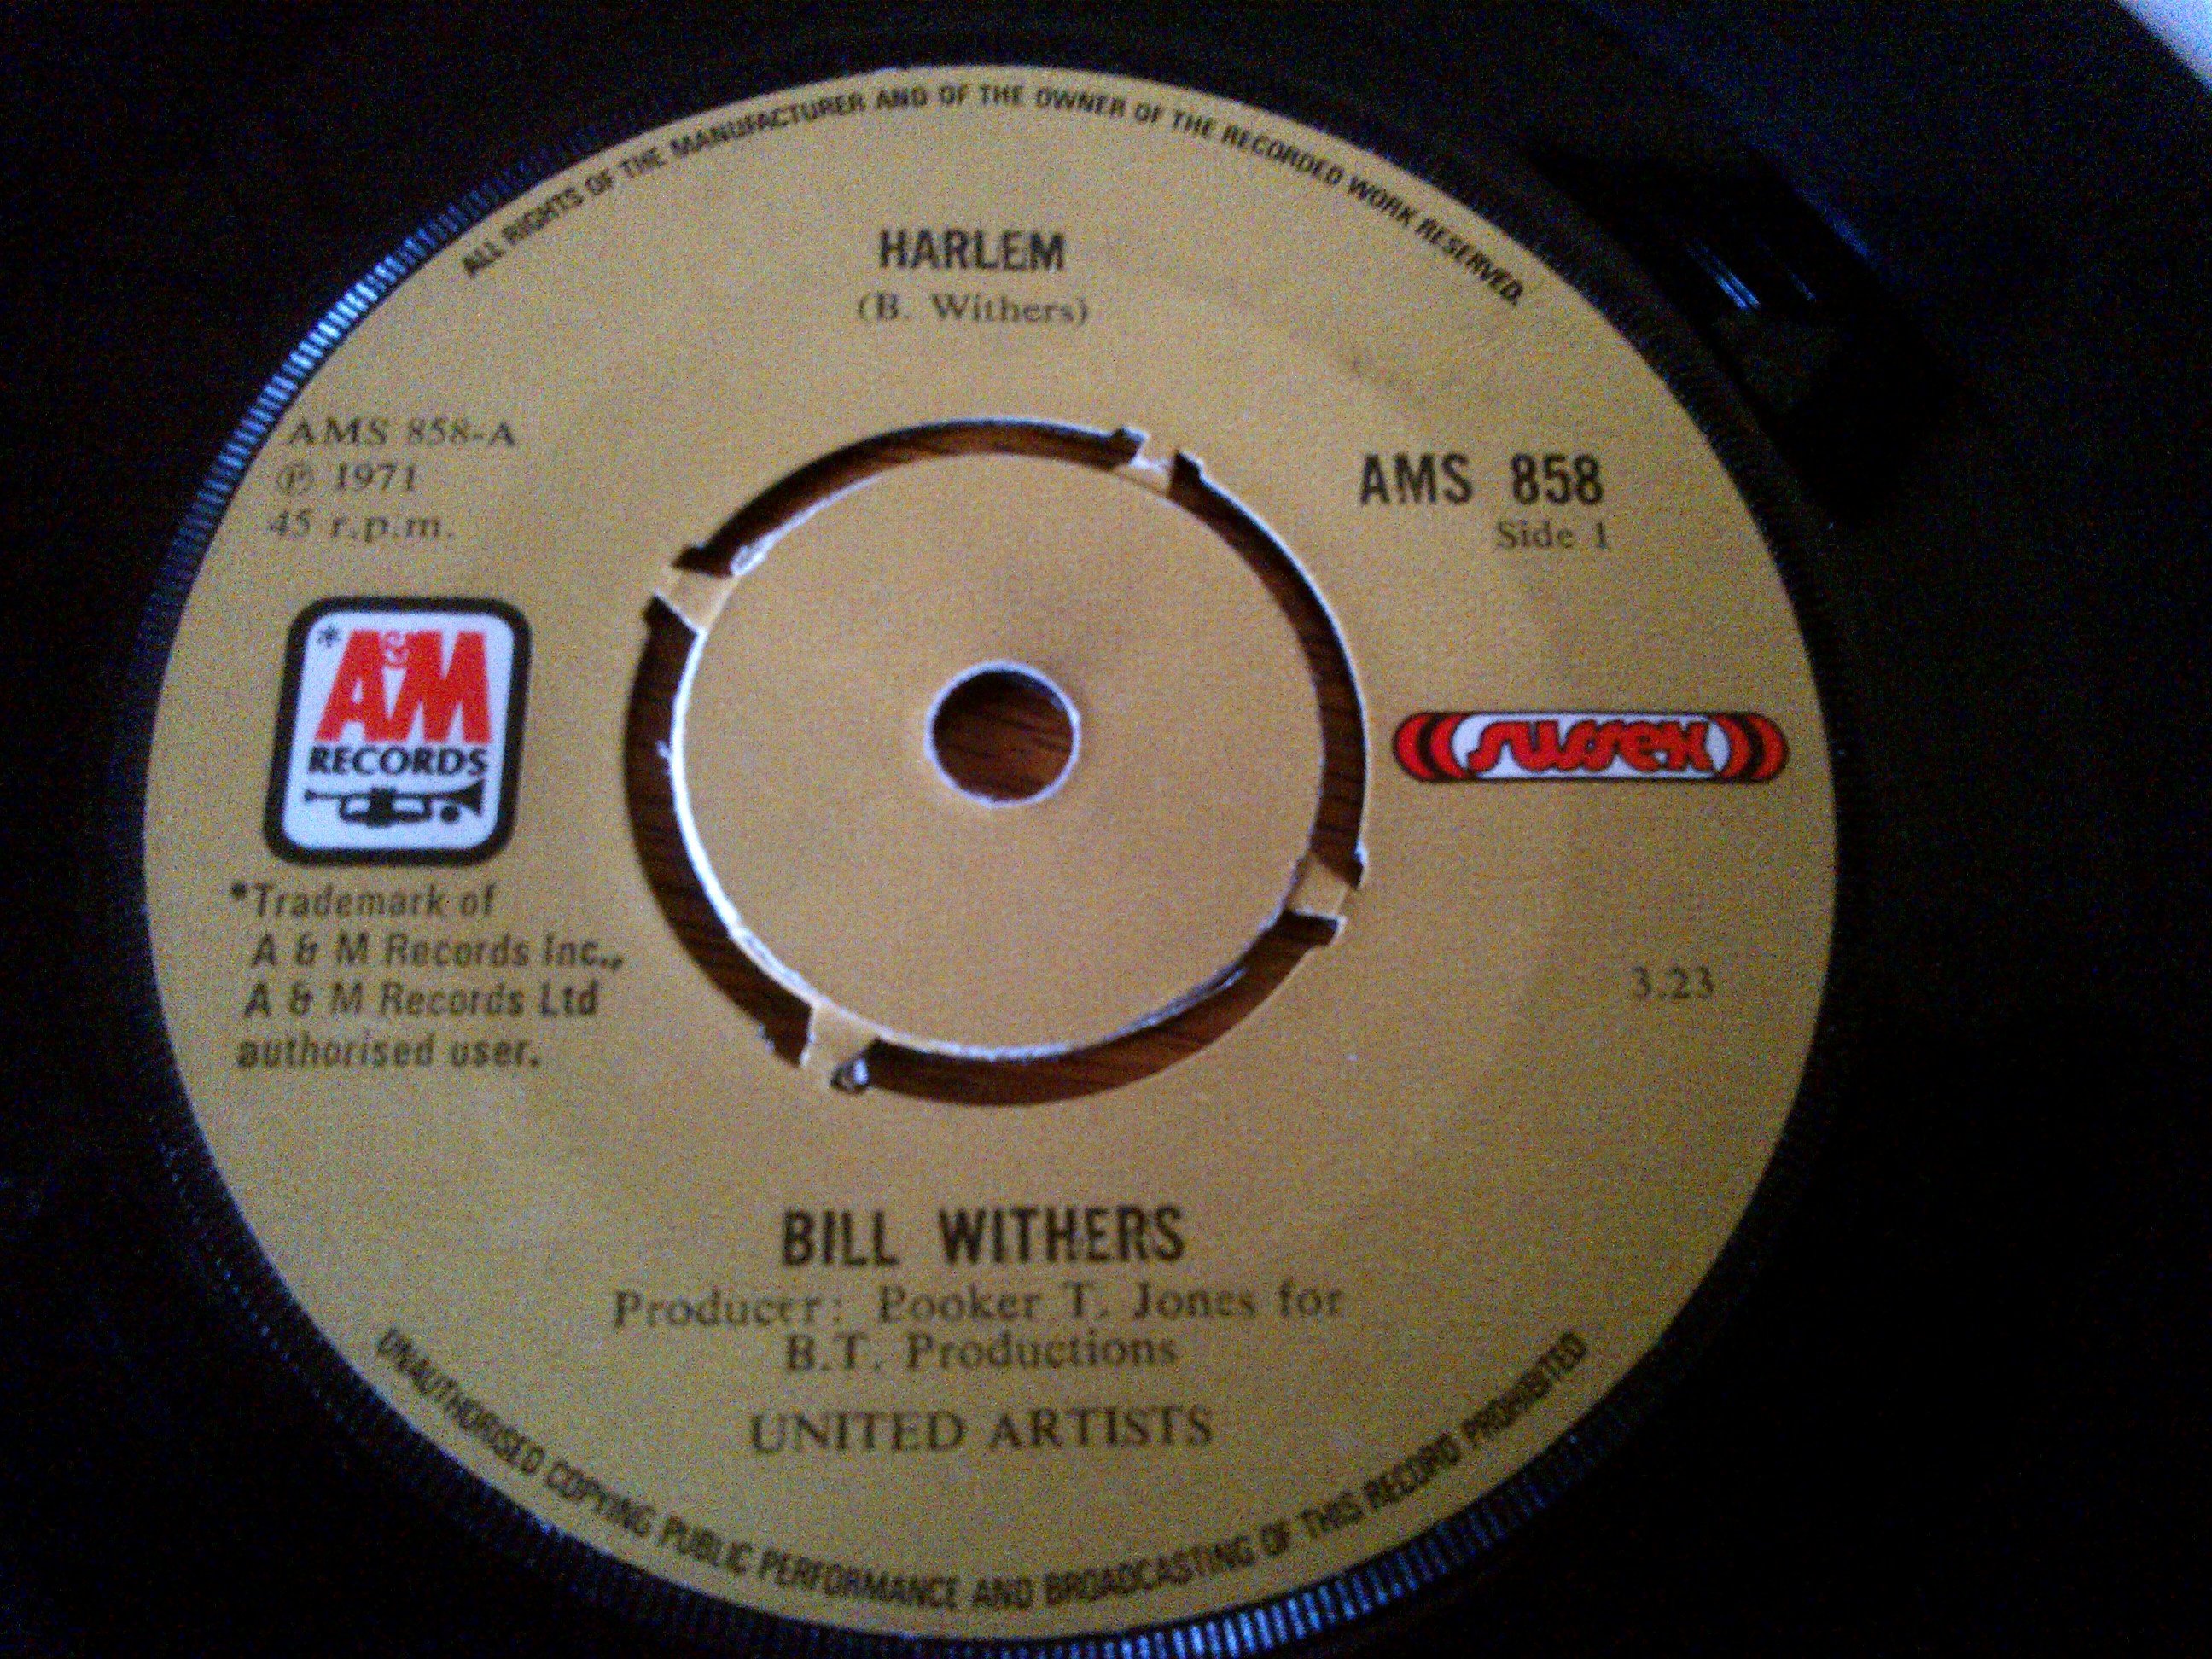 ALL RIGHTS OF THE MANUFACTURER AND OF THE OWNER OF THE RECORDED WORK RESERVED.
HARLEM
(B. Withers)
AMS 858-A
℗ 1971
45 r.p.m.
AMS 858
Side 1
*A&M
RECORDS
sussex
*Trademark of
A & M Records Inc.,
A & M Records Ltd
authorised user.
3.23
BILL WITHERS
Producer: Booker T. Jones for
B.T. Productions
UNITED ARTISTS
UNAUTHORISED COPYING PUBLIC PERFORMANCE AND BROADCASTING OF THIS RECORD PROHIBITED